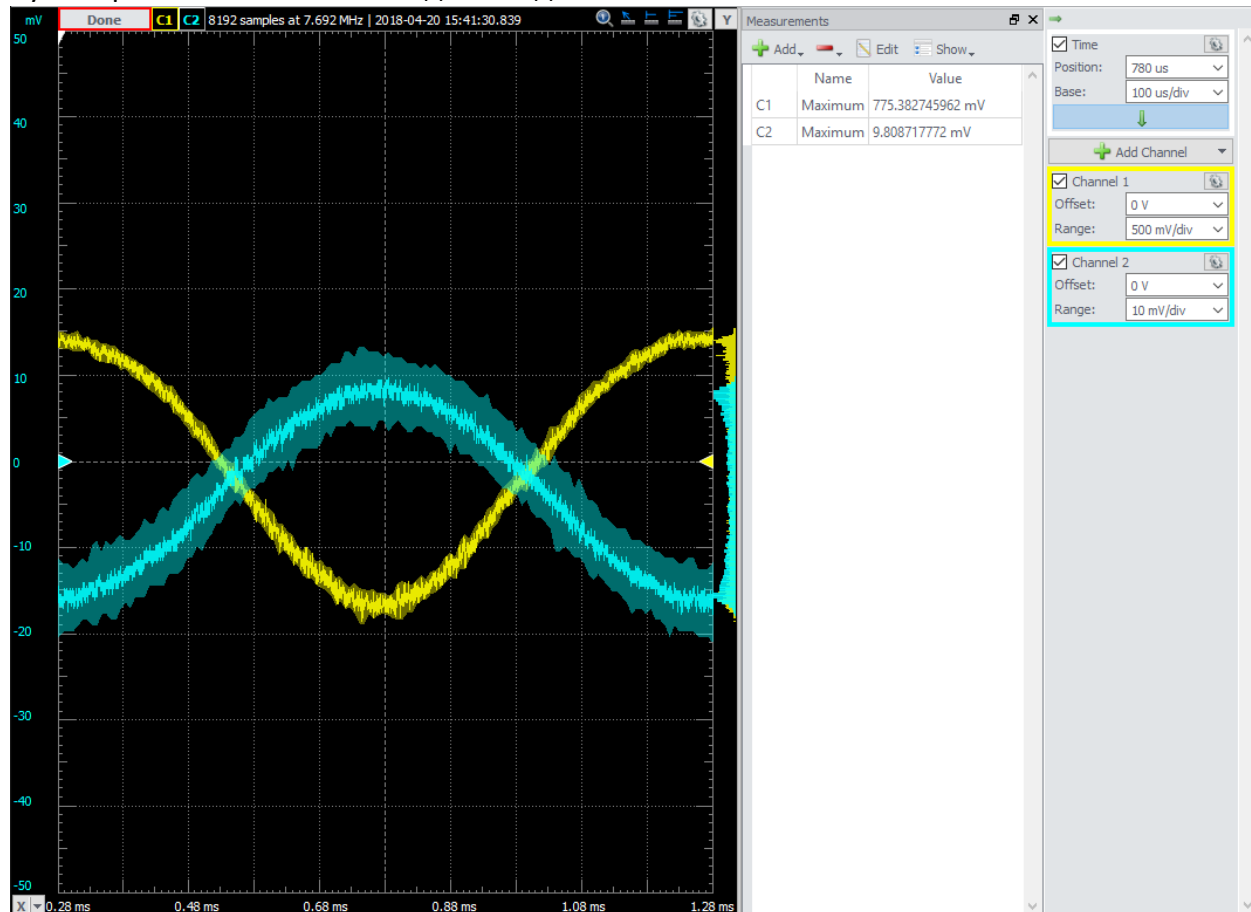 mV Done C1 C2 8192 samples at 7.692 MHz | 2018-04-20 15:41:30.839 Y
50
40
30
20
10
0
-10
-20
-30
-40
-50
X 0.28 ms 0.48 ms 0.68 ms 0.88 ms 1.08 ms 1.28 ms
Measurements
Add Edit Show
Name Value
C1 Maximum 775.382745962 mV
C2 Maximum 9.808717772 mV
Time
Position: 780 us
Base: 100 us/div
Add Channel
Channel 1
Offset: 0 V
Range: 500 mV/div
Channel 2
Offset: 0 V
Range: 10 mV/div